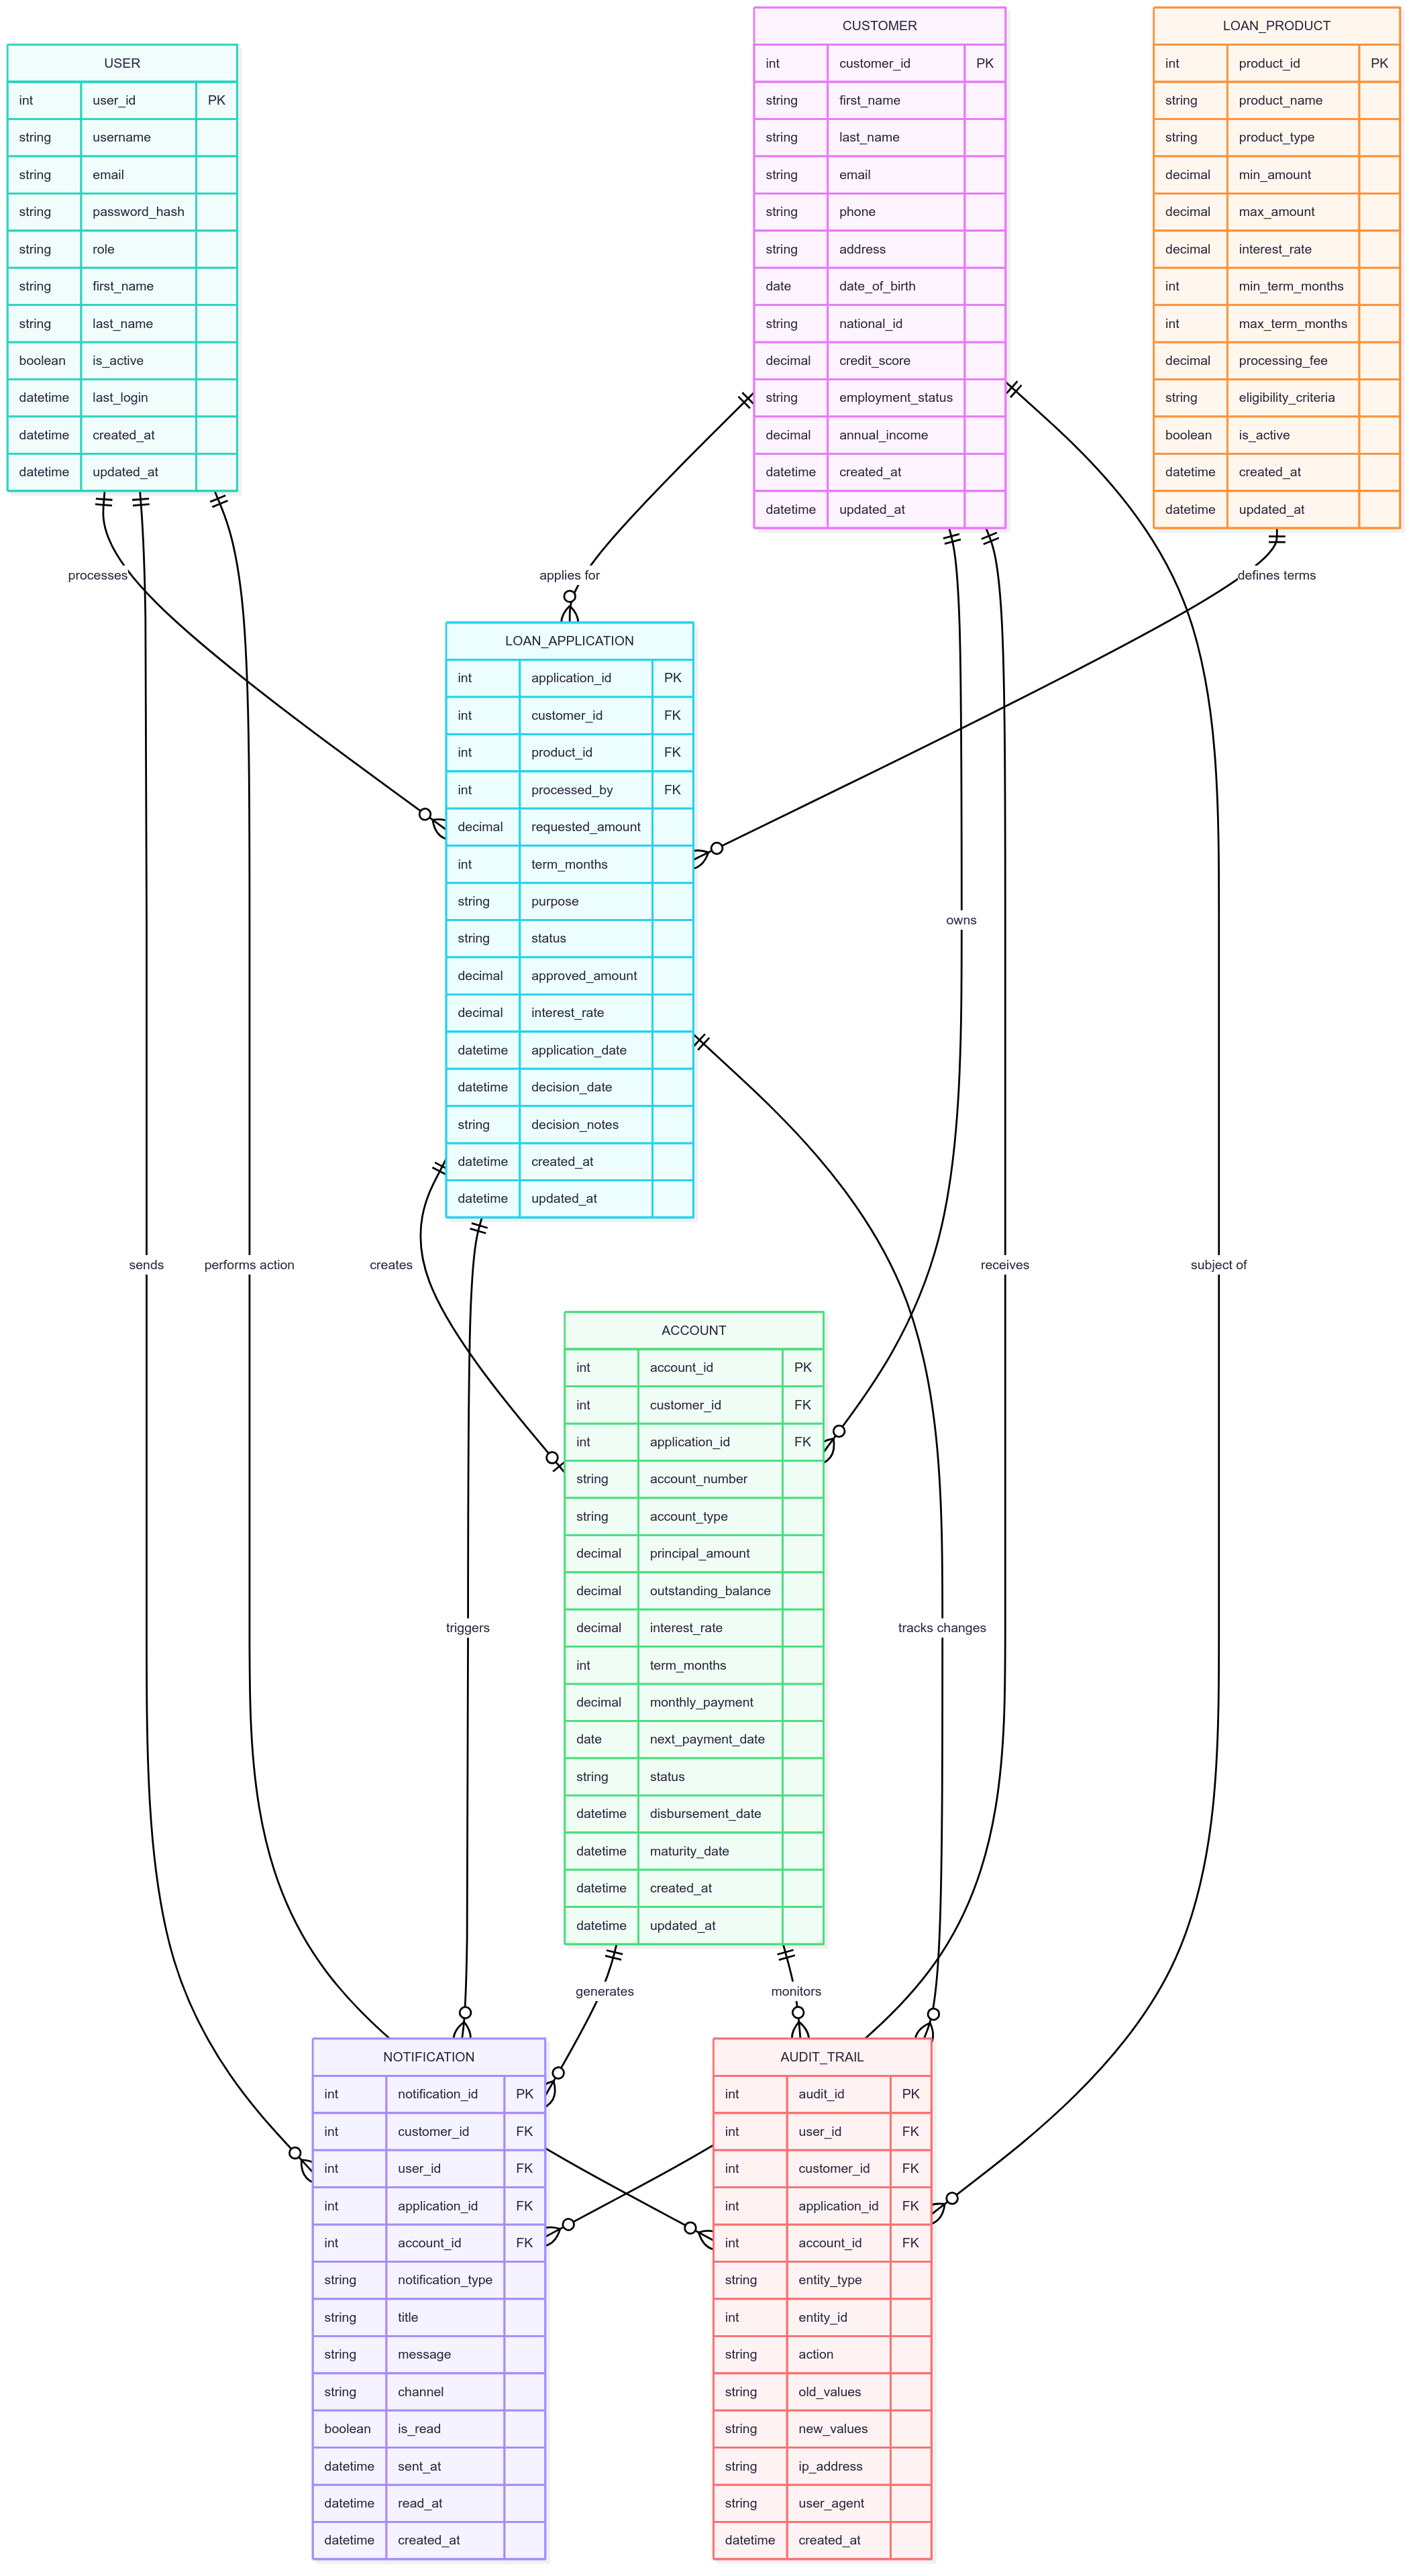 USER
int user_id PK
string username
string email
string password_hash
string role
string first_name
string last_name
boolean is_active
datetime last_login
datetime created_at
datetime updated_at
CUSTOMER
int customer_id PK
string first_name
string last_name
string email
string phone
string address
date date_of_birth
string national_id
decimal credit_score
string employment_status
decimal annual_income
datetime created_at
datetime updated_at
LOAN_PRODUCT
int product_id PK
string product_name
string product_type
decimal min_amount
decimal max_amount
decimal interest_rate
int min_term_months
int max_term_months
decimal processing_fee
string eligibility_criteria
boolean is_active
datetime created_at
datetime updated_at
processes
applies for
defines terms
LOAN_APPLICATION
int application_id PK
int customer_id FK
int product_id FK
int processed_by FK
decimal requested_amount
int term_months
string purpose
string status
decimal approved_amount
decimal interest_rate
datetime application_date
datetime decision_date
string decision_notes
datetime created_at
datetime updated_at
owns
sends
performs action
creates
receives
subject of
ACCOUNT
int account_id PK
int customer_id FK
int application_id FK
string account_number
string account_type
decimal principal_amount
decimal outstanding_balance
decimal interest_rate
int term_months
decimal monthly_payment
date next_payment_date
string status
datetime disbursement_date
datetime maturity_date
datetime created_at
datetime updated_at
triggers
tracks changes
generates
monitors
NOTIFICATION
int notification_id PK
int customer_id FK
int user_id FK
int application_id FK
int account_id FK
string notification_type
string title
string message
string channel
boolean is_read
datetime sent_at
datetime read_at
datetime created_at
AUDIT_TRAIL
int audit_id PK
int user_id FK
int customer_id FK
int application_id FK
int account_id FK
string entity_type
int entity_id
string action
string old_values
string new_values
string ip_address
string user_agent
datetime created_at